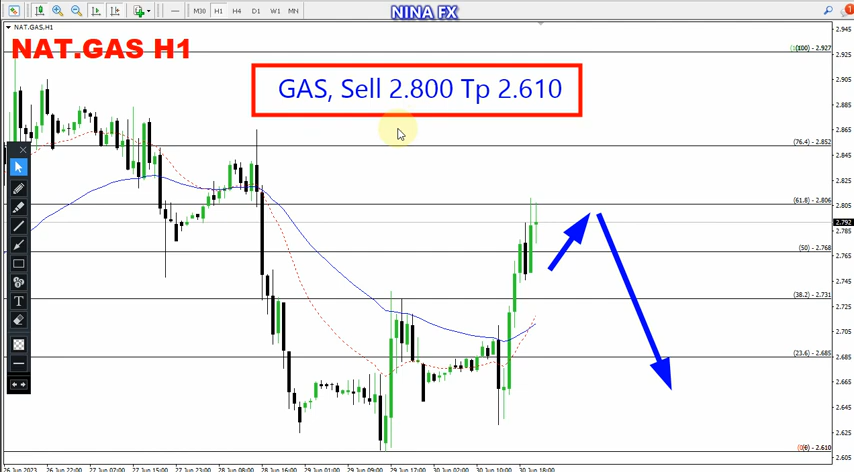 M30 H1 H4 D1 W1 MN
NINA FX
NAT.GAS,H1
NAT.GAS H1
GAS, Sell 2.800 Tp 2.610
2.945
(100) - 2.927
2.925
2.905
2.885
2.865
(76.4) - 2.852
2.845
2.825
(61.8) - 2.806
2.805
2.792
2.785
(50) - 2.768
2.765
2.745
(38.2) - 2.731
2.725
2.705
(23.6) - 2.685
2.685
2.665
2.645
2.625
(0) - 2.610
2.605
T
26 Jun 2023 26 Jun 22:00 27 Jun 07:00 27 Jun 15:00 28 Jun 01:00 28 Jun 09:00 28 Jun 17:00 29 Jun 01:00 29 Jun 09:00 29 Jun 17:00 30 Jun 02:00 30 Jun 10:00 30 Jun 18:00